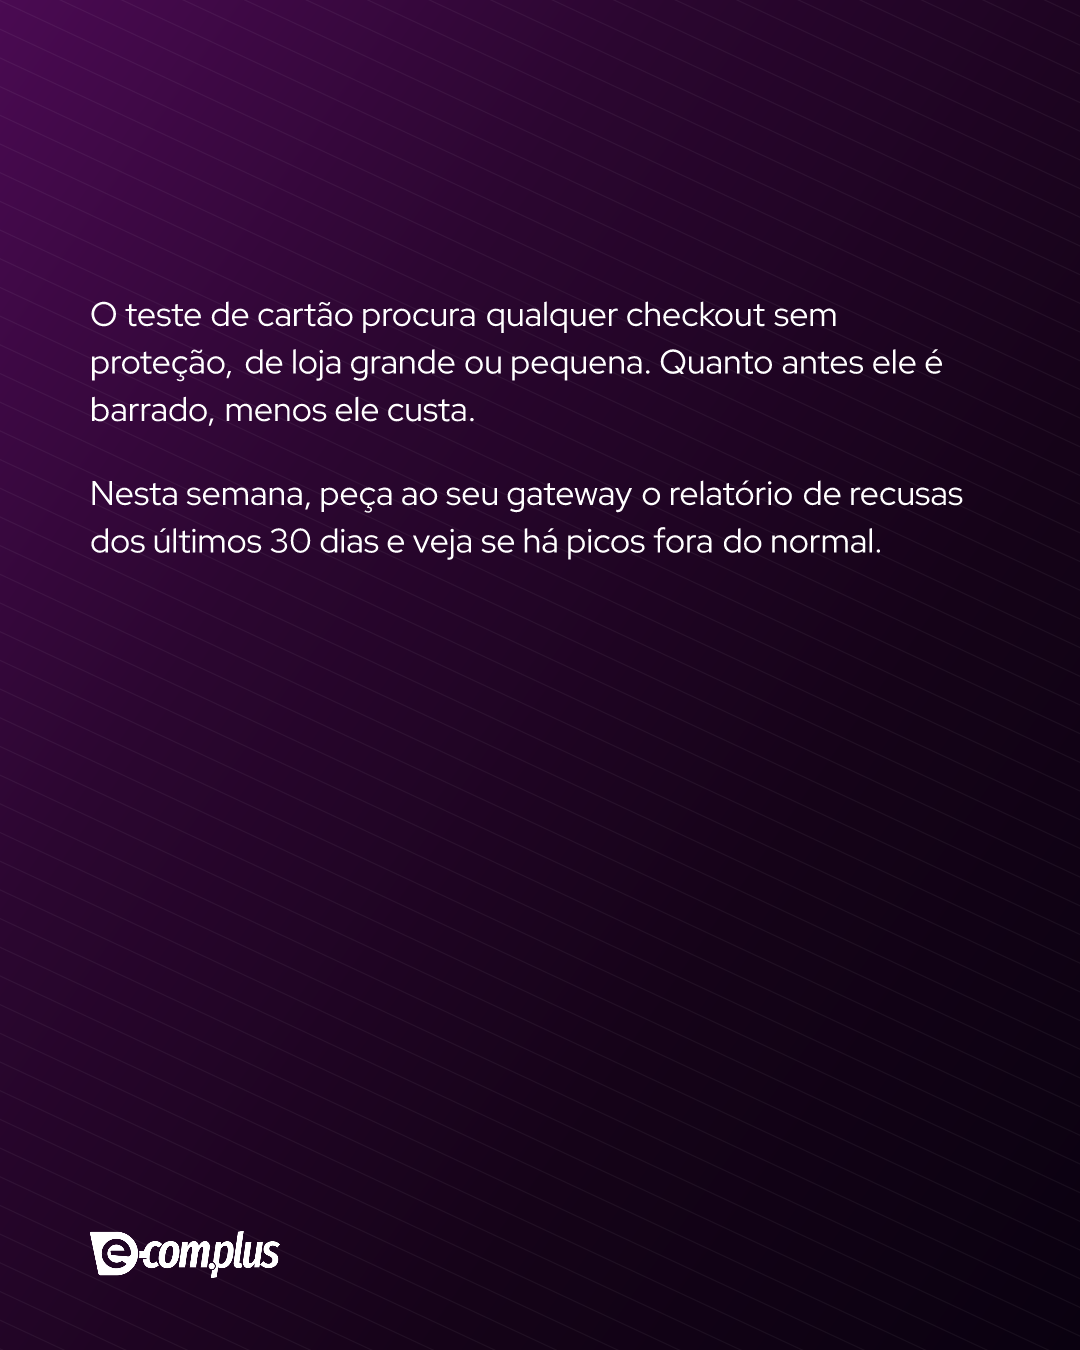 O teste de cartão procura qualquer checkout sem
proteção, de loja grande ou pequena. Quanto antes ele é
barrado, menos ele custa.
Nesta semana, peça ao seu gateway o relatório de recusas
dos últimos 30 dias e veja se há picos fora do normal.
e-com.plus